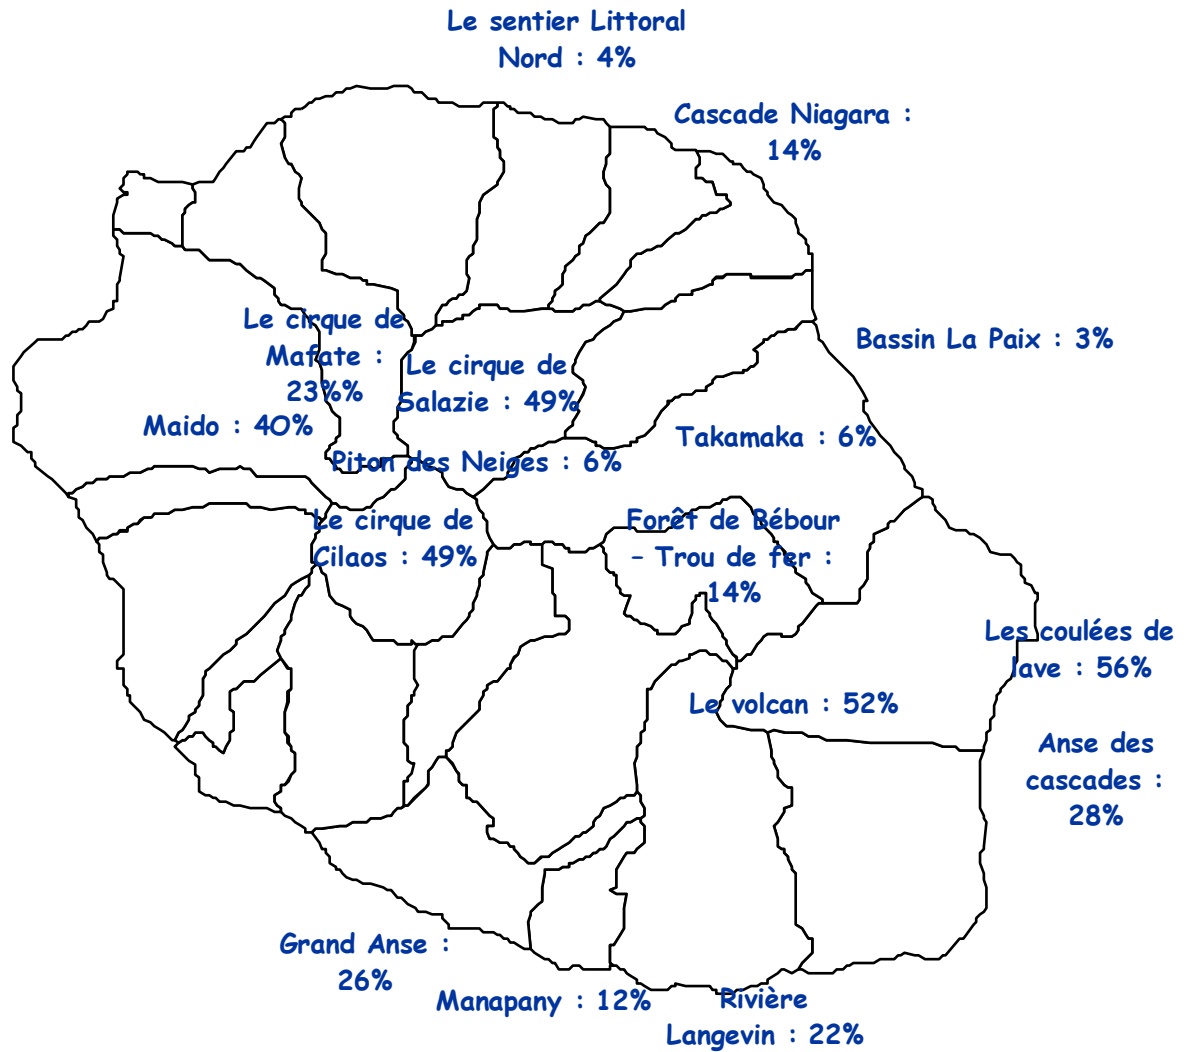 Le sentier Littoral
Nord : 4%
Cascade Niagara :
14%
Le cirque de
Mafate :
23%%
Bassin La Paix : 3%
Le cirque de
Salazie : 49%
Maido : 40%
Takamaka : 6%
Piton des Neiges : 6%
Le cirque de
Cilaos : 49%
Forêt de Bébour
- Trou de fer :
14%
Les coulées de
lave : 56%
Le volcan : 52%
Anse des
cascades :
28%
Grand Anse :
26%
Manapany : 12%
Rivière
Langevin : 22%